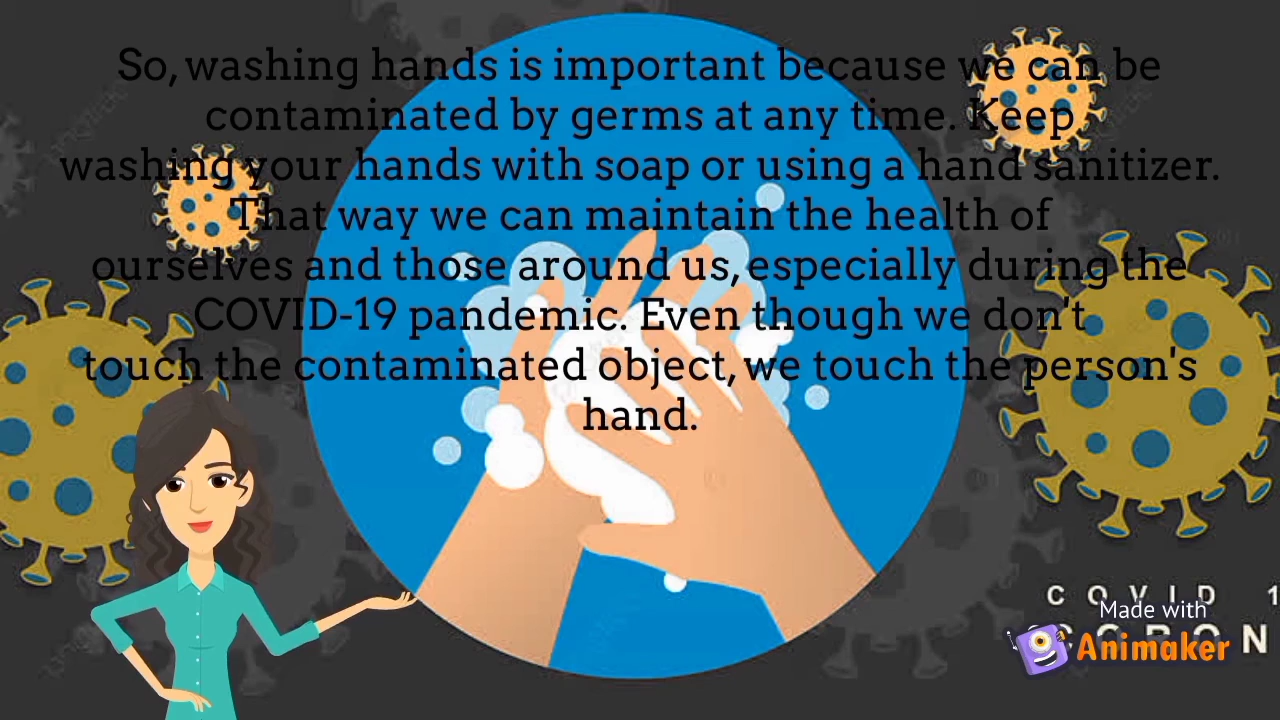 So, washing hands is important because we can be
contaminated by germs at any time. Keep
washing your hands with soap or using a hand sanitizer.
That way we can maintain the health of
ourselves and those around us, especially during the
COVID-19 pandemic. Even though we don't
touch the contaminated object, we touch the person's
hand.
COVID 1
Made with
CORON
Animaker